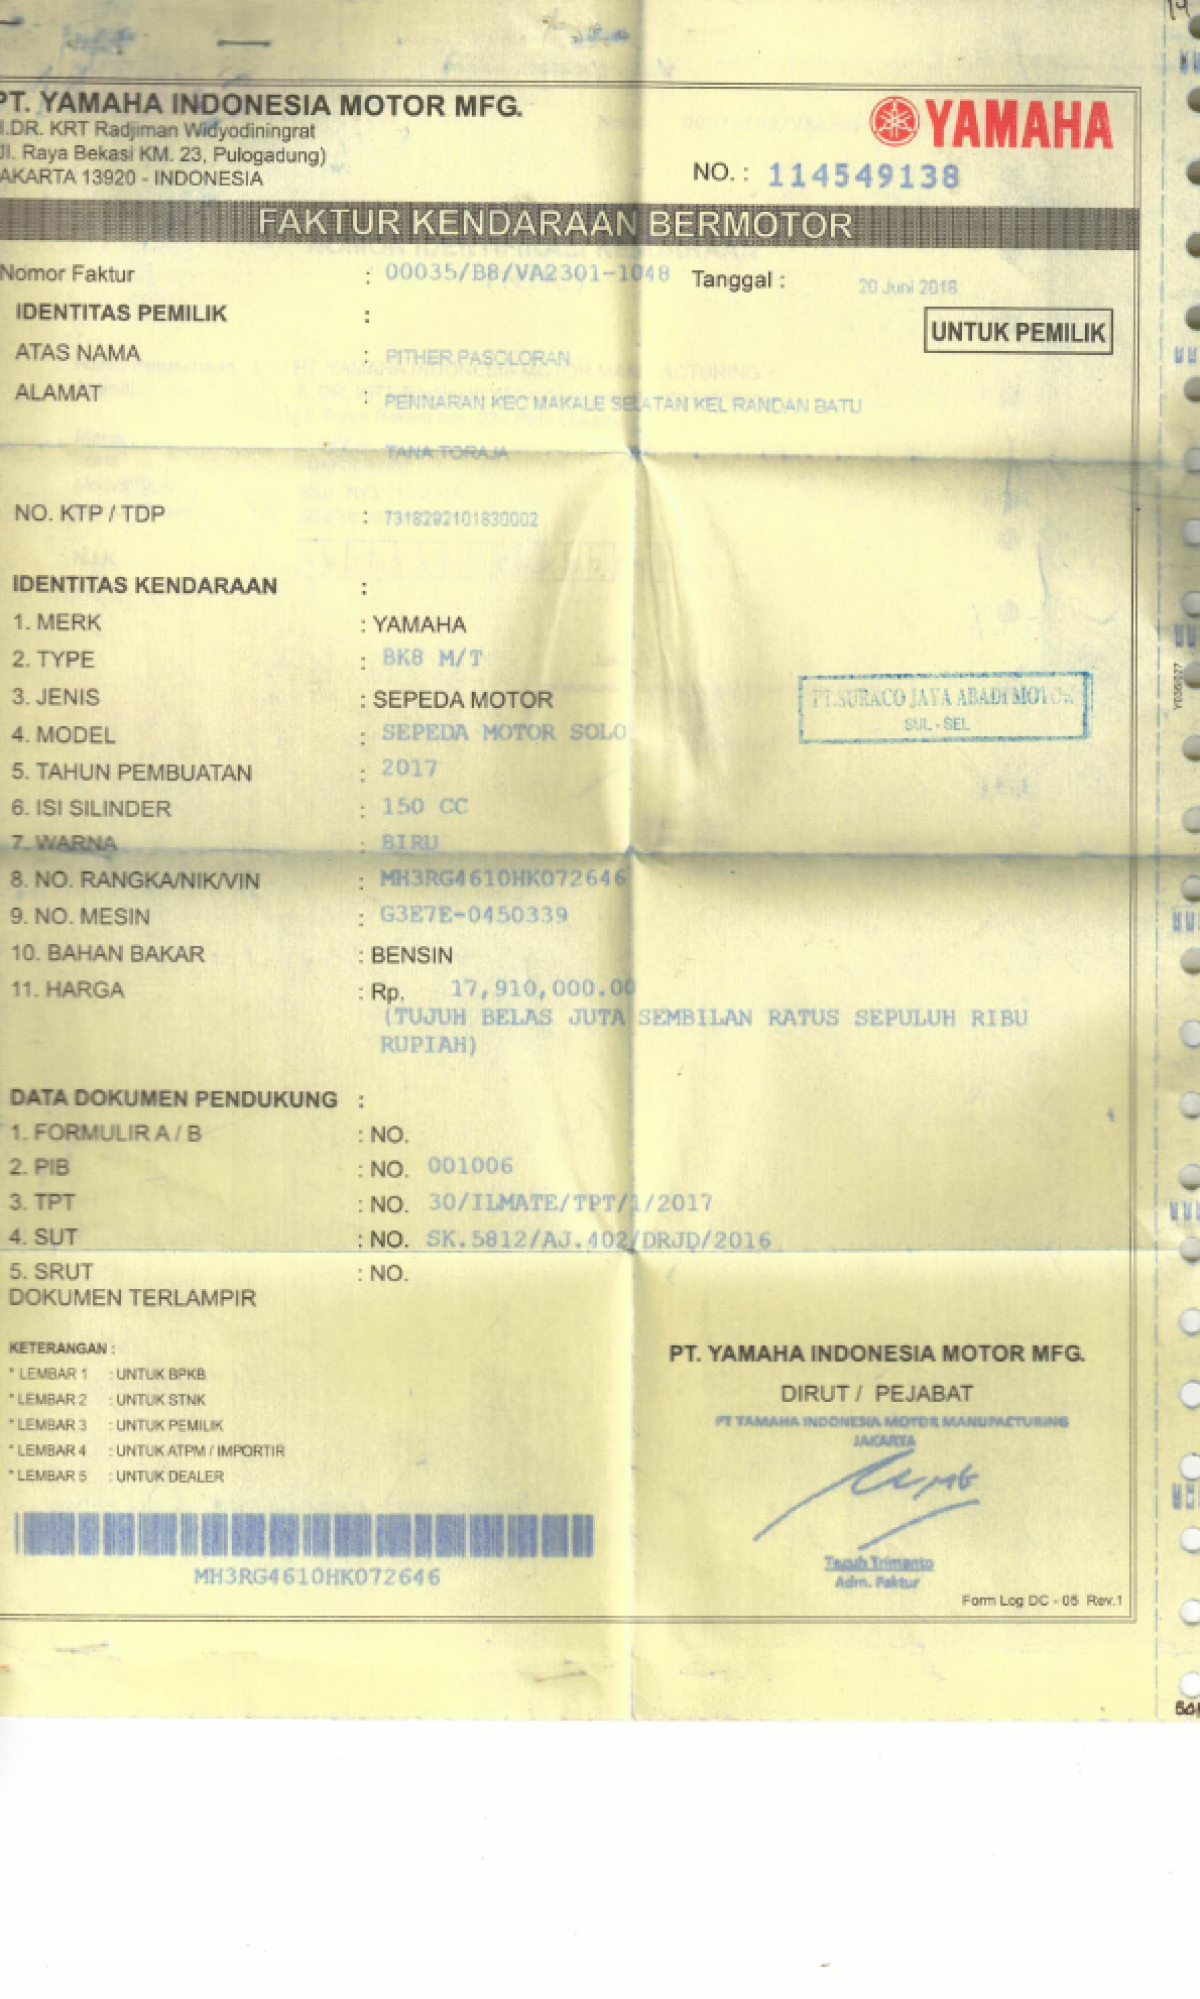 PT. YAMAHA INDONESIA MOTOR MFG.
YAMAHA
DR. KRT Radjiman Widyodiningrat
Jl. Raya Bekasi KM. 23, Pulogadung)
AKARTA 13920 - INDONESIA
NO. : 114549138
FAKTUR KENDARAAN BERMOTOR
Nomor Faktur : 00035/B8/VA2301-1048 Tanggal : 20 Juni 2018
IDENTITAS PEMILIK :
UNTUK PEMILIK
ATAS NAMA : PITHER PASOLORAN
ALAMAT : PENNARAN KEC MAKALE SELATAN KEL RANDAN BATU
TANA TORAJA
NO. KTP / TDP : 7318292101830002
IDENTITAS KENDARAAN :
1. MERK : YAMAHA
2. TYPE : BK8 M/T
3. JENIS : SEPEDA MOTOR
PT.SURACO JAYA ABADI MOTOR
SUL - SEL
4. MODEL : SEPEDA MOTOR SOLO
5. TAHUN PEMBUATAN : 2017
6. ISI SILINDER : 150 CC
7. WARNA : BIRU
8. NO. RANGKA/NIK/VIN : MH3RG4610HK072646
9. NO. MESIN : G3E7E-0450339
10. BAHAN BAKAR : BENSIN
11. HARGA : Rp. 17,910,000.00
(TUJUH BELAS JUTA SEMBILAN RATUS SEPULUH RIBU
RUPIAH)
DATA DOKUMEN PENDUKUNG :
1. FORMULIR A / B : NO.
2. PIB : NO. 001006
3. TPT : NO. 30/ILMATE/TPT/1/2017
4. SUT : NO. SK.5812/AJ.402/DRJD/2016
5. SRUT : NO.
DOKUMEN TERLAMPIR
KETERANGAN :
* LEMBAR 1 : UNTUK BPKB
* LEMBAR 2 : UNTUK STNK
* LEMBAR 3 : UNTUK PEMILIK
* LEMBAR 4 : UNTUK ATPM / IMPORTIR
* LEMBAR 5 : UNTUK DEALER
PT. YAMAHA INDONESIA MOTOR MFG.
DIRUT / PEJABAT
PT YAMAHA INDONESIA MOTOR MANUFACTURING
JAKARTA
Teguh Trimanto
Adm. Faktur
MH3RG4610HK072646
Form Log DC - 05 Rev.1